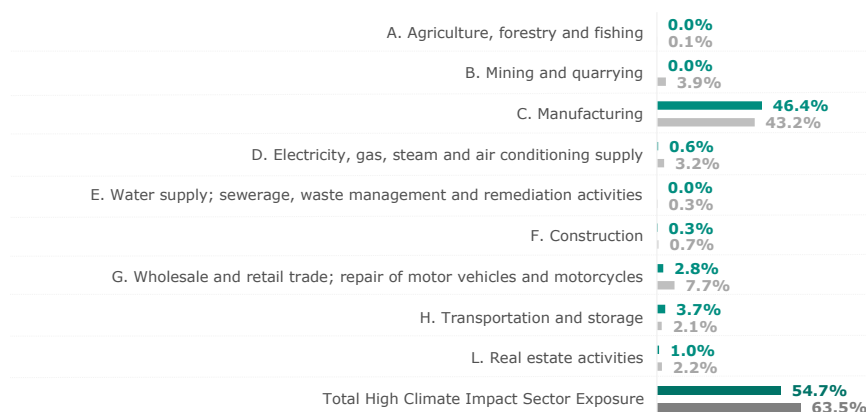 A. Agriculture, forestry and fishing
0.0%
0.1%
B. Mining and quarrying
0.0%
3.9%
C. Manufacturing
46.4%
43.2%
D. Electricity, gas, steam and air conditioning supply
0.6%
3.2%
E. Water supply; sewerage, waste management and remediation activities
0.0%
0.3%
F. Construction
0.3%
0.7%
G. Wholesale and retail trade; repair of motor vehicles and motorcycles
2.8%
7.7%
H. Transportation and storage
3.7%
2.1%
L. Real estate activities
1.0%
2.2%
Total High Climate Impact Sector Exposure
54.7%
63.5%